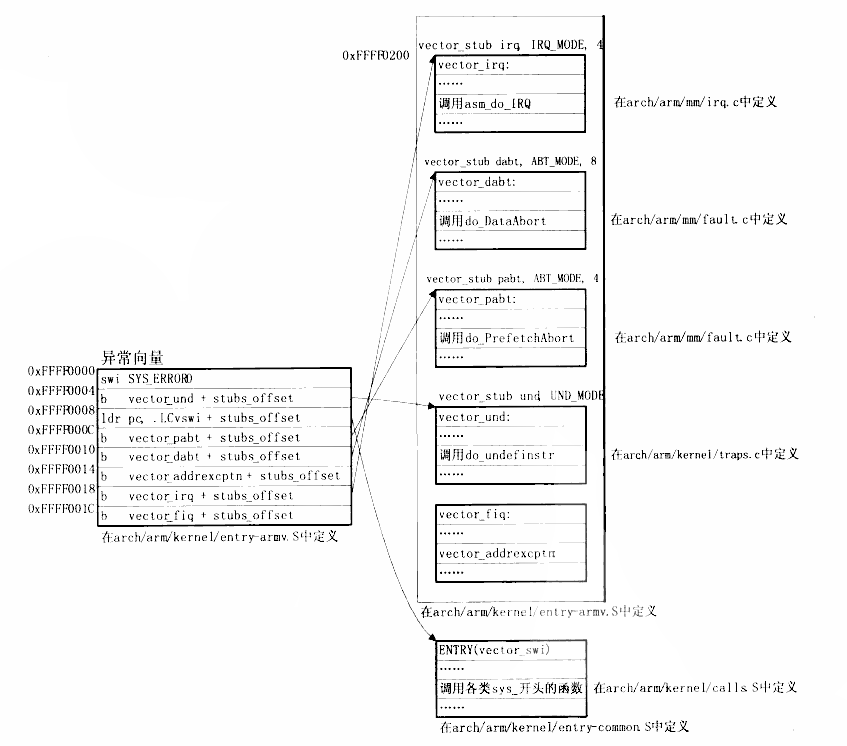 vector_stub irq, IRQ_MODE, 4
0xFFFF0200
vector_irq:
……
调用asm_do_IRQ
……
在arch/arm/mm/irq.c中定义
vector_stub dabt, ABT_MODE, 8
vector_dabt:
……
调用do_DataAbort
……
在arch/arm/mm/fault.c中定义
vector_stub pabt, ABT_MODE, 4
vector_pabt:
……
调用do_PrefetchAbort
……
在arch/arm/mm/fault.c中定义
异常向量
0xFFFF0000
swi SYS_ERROR0
0xFFFF0004
b vector_und + stubs_offset
0xFFFF0008
ldr pc, .LCvswi + stubs_offset
0xFFFF000C
b vector_pabt + stubs_offset
0xFFFF0010
b vector_dabt + stubs_offset
0xFFFF0014
b vector_addrexcptn + stubs_offset
0xFFFF0018
b vector_irq + stubs_offset
0xFFFF001C
b vector_fiq + stubs_offset
在arch/arm/kernel/entry-armv.S中定义
vector_stub und, UND_MODE
vector_und:
……
调用do_undefinstr
……
在arch/arm/kernel/traps.c中定义
vector_fiq:
……
vector_addrexcptn
……
在arch/arm/kernel/entry-armv.S中定义
ENTRY(vector_swi)
……
调用各类sys_开头的函数
……
在arch/arm/kernel/calls.S中定义
在arch/arm/kernel/entry-common.S中定义